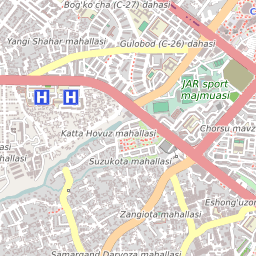 Bog'ko'cha (C-27) dahasi
Yangi Shahar mahallasi
Gulobod (C-26) dahasi
JAR sport
majmuasi
H H
Katta Hovuz mahallasi
Chorsu mavz
Suzukota mahallasi
Eshong'uzor
Zangiota mahallasi
Samarqand Darvoza mahallasi